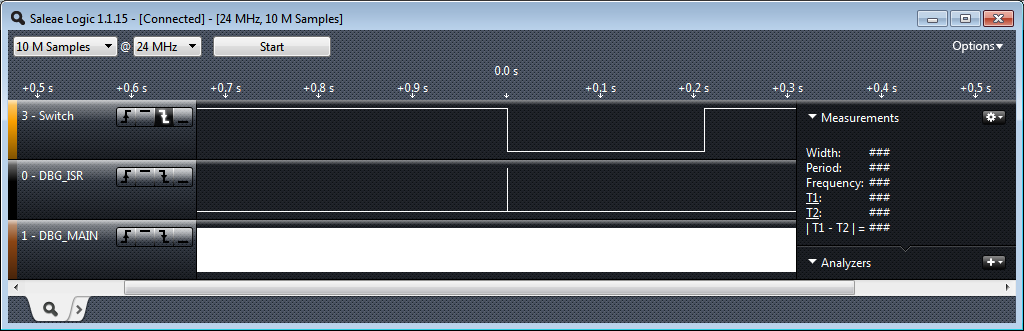 Saleae Logic 1.1.15 - [Connected] - [24 MHz, 10 M Samples]
10 M Samples @ 24 MHz Start Options
0.0 s
+0,5 s +0,6 s +0,7 s +0,8 s +0,9 s +0,1 s +0,2 s +0,3 s +0,4 s +0,5 s
3 - Switch
Measurements
Width: ###
Period: ###
0 - DBG_ISR
Frequency: ###
T1: ###
T2: ###
| T1 - T2 | = ###
1 - DBG_MAIN
Analyzers